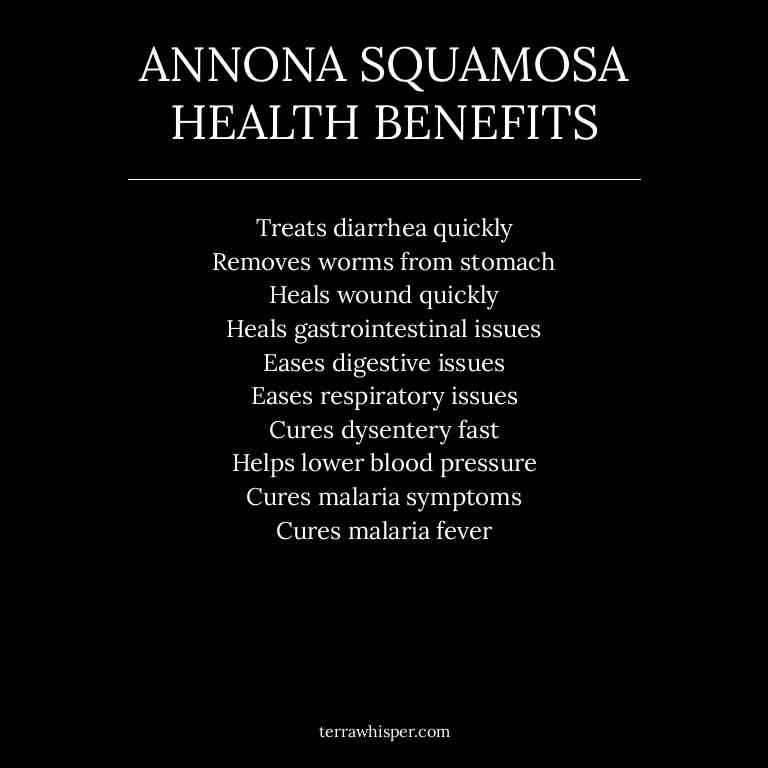 ANNONA SQUAMOSA
HEALTH BENEFITS
Treats diarrhea quickly
Removes worms from stomach
Heals wound quickly
Heals gastrointestinal issues
Eases digestive issues
Eases respiratory issues
Cures dysentery fast
Helps lower blood pressure
Cures malaria symptoms
Cures malaria fever
terrawhisper.com